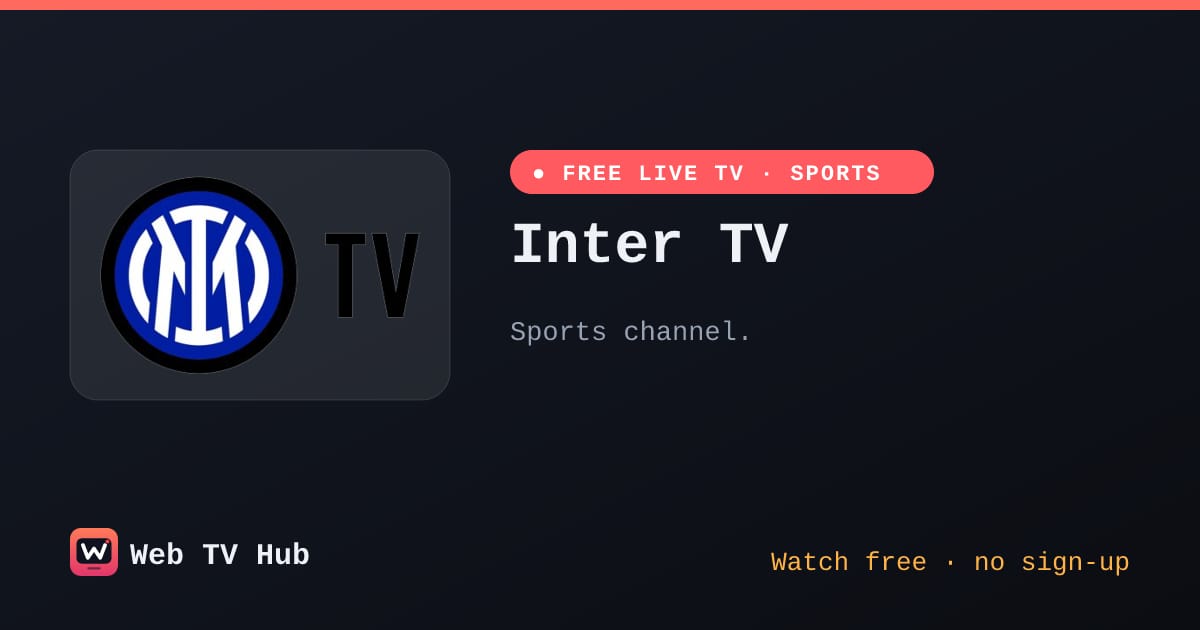 TV
• FREE LIVE TV · SPORTS
Inter TV
Sports channel.
Web TV Hub
Watch free · no sign-up